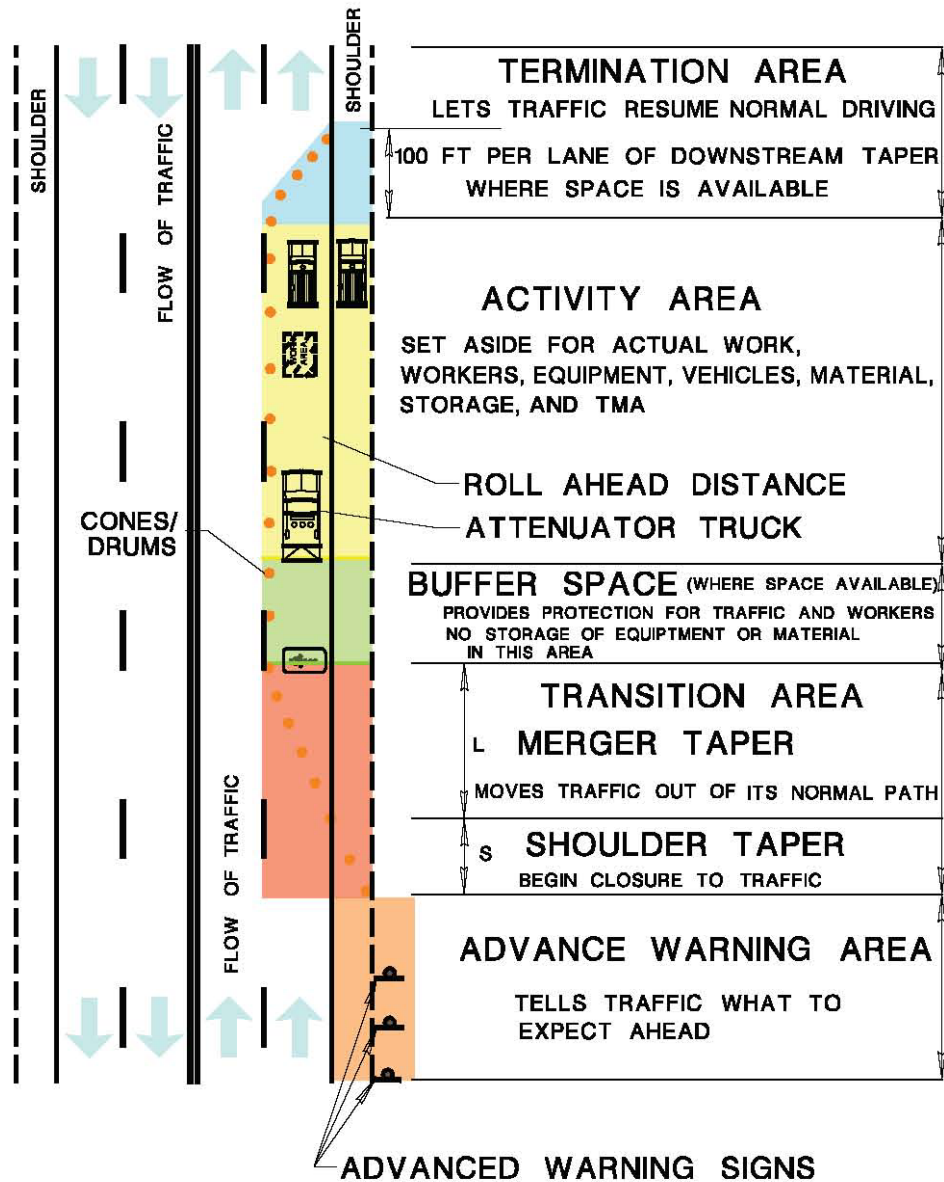 SHOULDER
FLOW OF TRAFFIC
SHOULDER
TERMINATION AREA
LETS TRAFFIC RESUME NORMAL DRIVING
100 FT PER LANE OF DOWNSTREAM TAPER
WHERE SPACE IS AVAILABLE
WORK
AREA
ACTIVITY AREA
SET ASIDE FOR ACTUAL WORK,
WORKERS, EQUIPMENT, VEHICLES, MATERIAL,
STORAGE, AND TMA
ROLL AHEAD DISTANCE
ATTENUATOR TRUCK
CONES/
DRUMS
BUFFER SPACE (WHERE SPACE AVAILABLE)
PROVIDES PROTECTION FOR TRAFFIC AND WORKERS
NO STORAGE OF EQUIPTMENT OR MATERIAL
IN THIS AREA
TRANSITION AREA
L MERGER TAPER
MOVES TRAFFIC OUT OF ITS NORMAL PATH
S SHOULDER TAPER
BEGIN CLOSURE TO TRAFFIC
FLOW OF TRAFFIC
ADVANCE WARNING AREA
TELLS TRAFFIC WHAT TO
EXPECT AHEAD
ADVANCED WARNING SIGNS